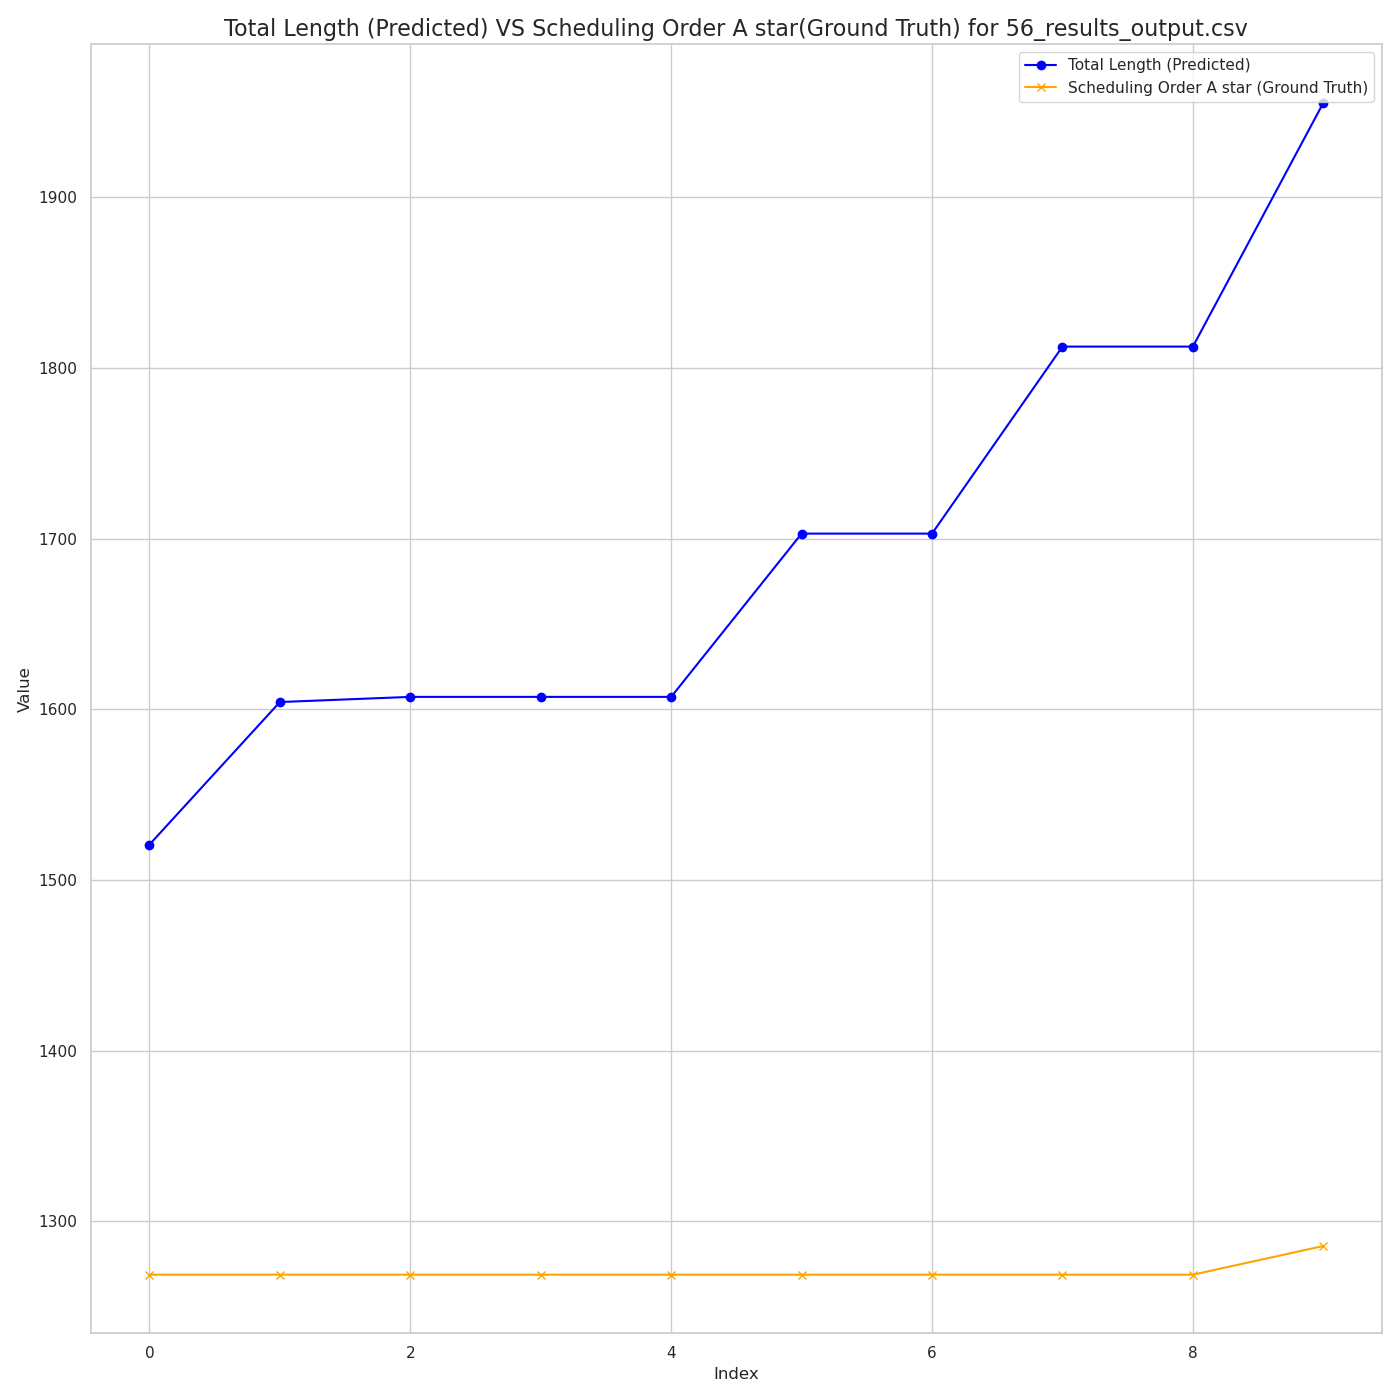 Total Length (Predicted) VS Scheduling Order A star(Ground Truth) for 56_results_output.csv
Total Length (Predicted)
Scheduling Order A star (Ground Truth)
1900
1800
1700
1600
1500
1400
1300
Value
0 2 4 6 8
Index